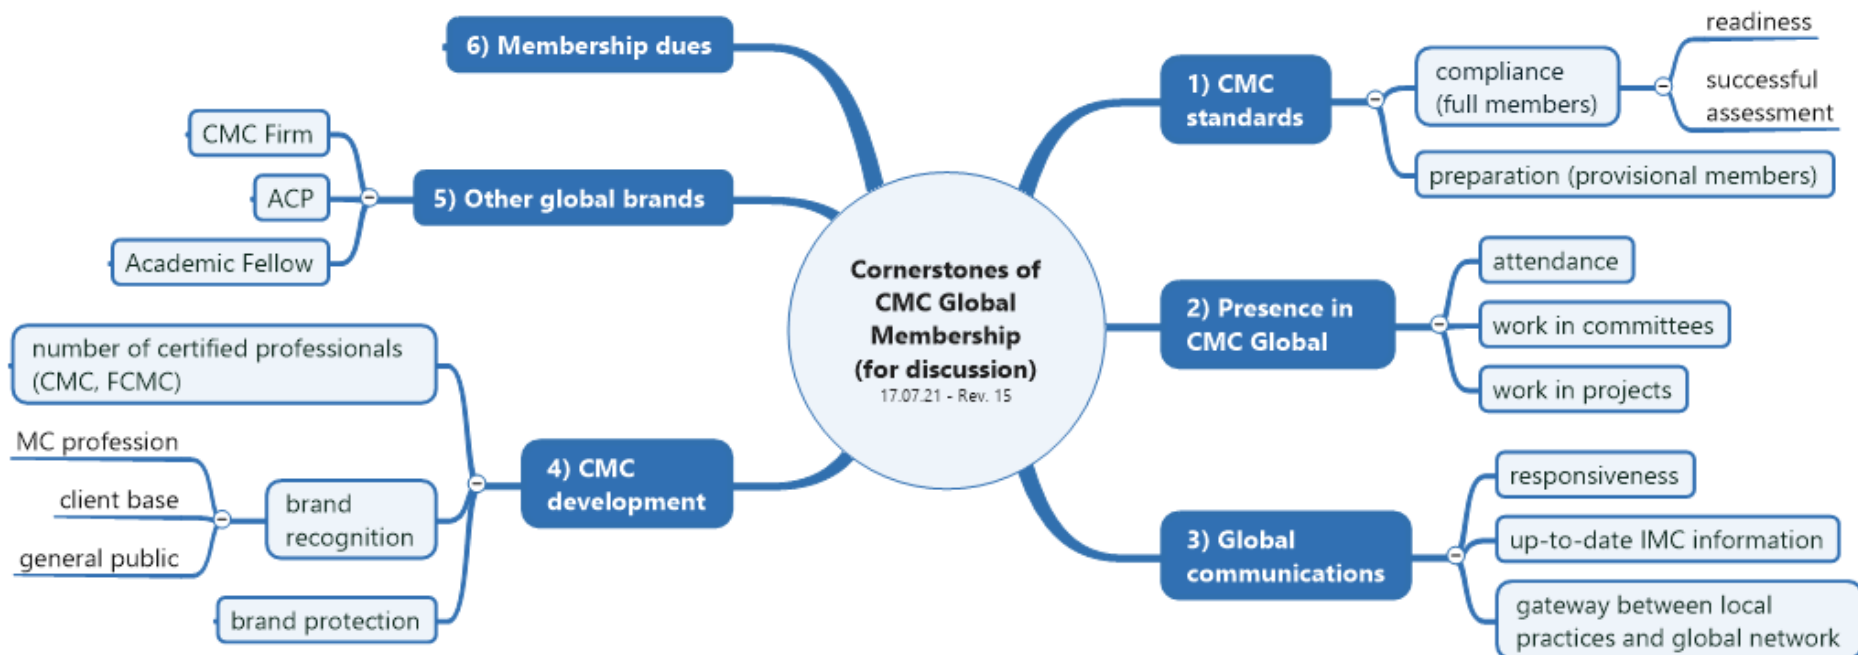 Cornerstones of
CMC Global
Membership
(for discussion)
17.07.21 - Rev. 15
1) CMC
standards
compliance
(full members)
readiness
successful
assessment
preparation (provisional members)
2) Presence in
CMC Global
attendance
work in committees
work in projects
3) Global
communications
responsiveness
up-to-date IMC information
gateway between local
practices and global network
4) CMC
development
number of certified professionals
(CMC, FCMC)
brand
recognition
MC profession
client base
general public
brand protection
5) Other global brands
CMC Firm
ACP
Academic Fellow
6) Membership dues